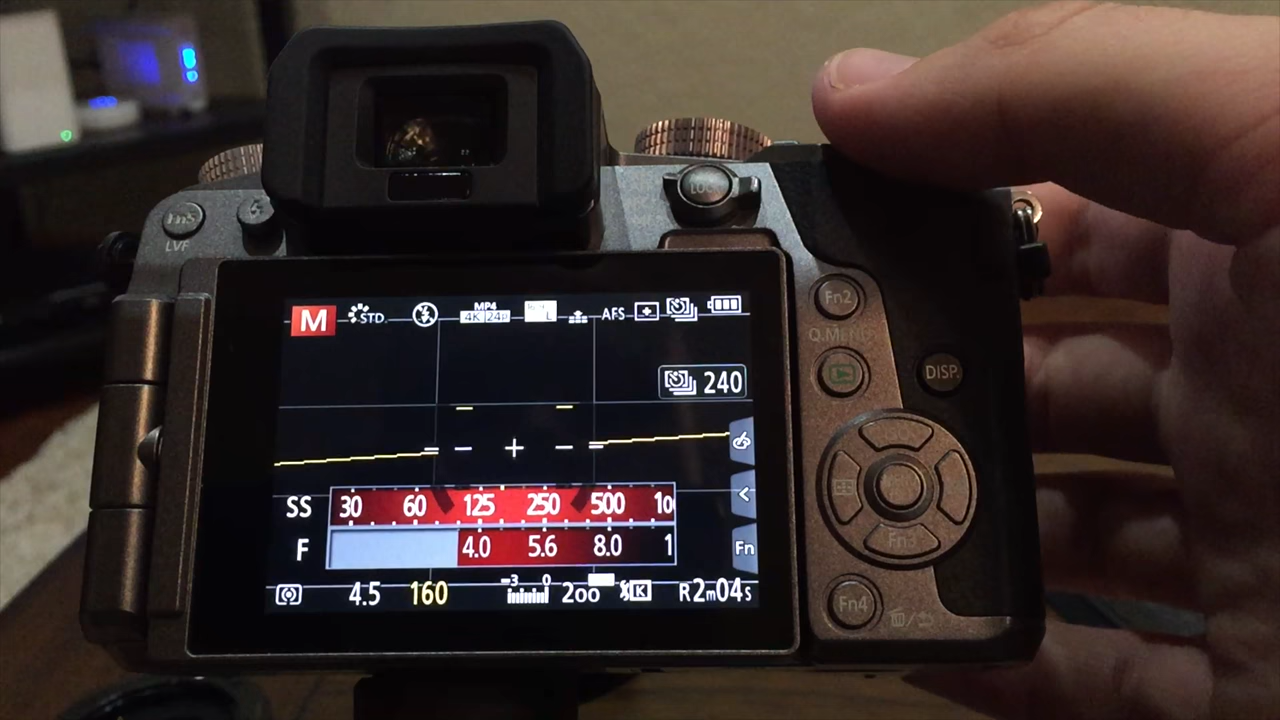 LOCK
Fn5
LVF
M STD. MP4 4K 24p L AFS
240
SS 30 60 125 250 500
F 4.0 5.6 8.0 1
Fn
4.5 160 -3 0 200 K R2m04s
Fn2
Q.MENU
DISP.
Fn3
Fn4